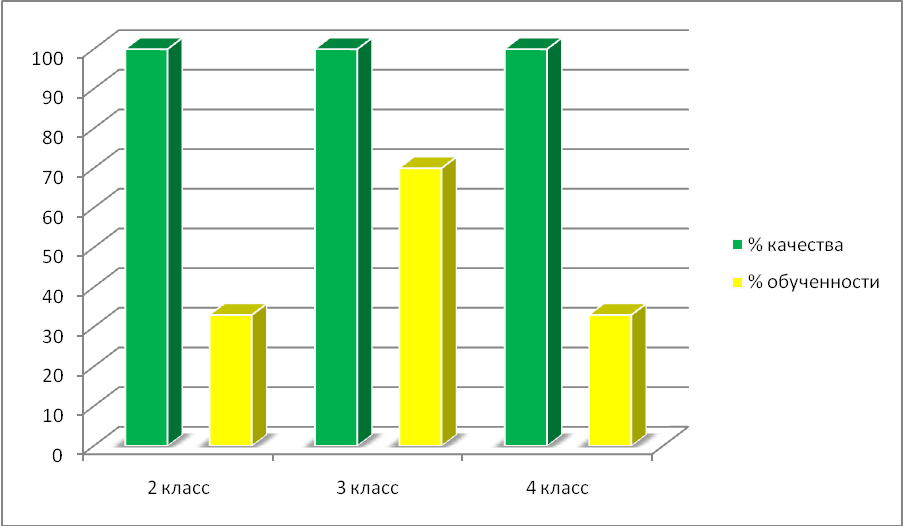 100
90
80
70
60
50
40
30
20
10
0
2 класс
3 класс
4 класс
% качества
% обученности